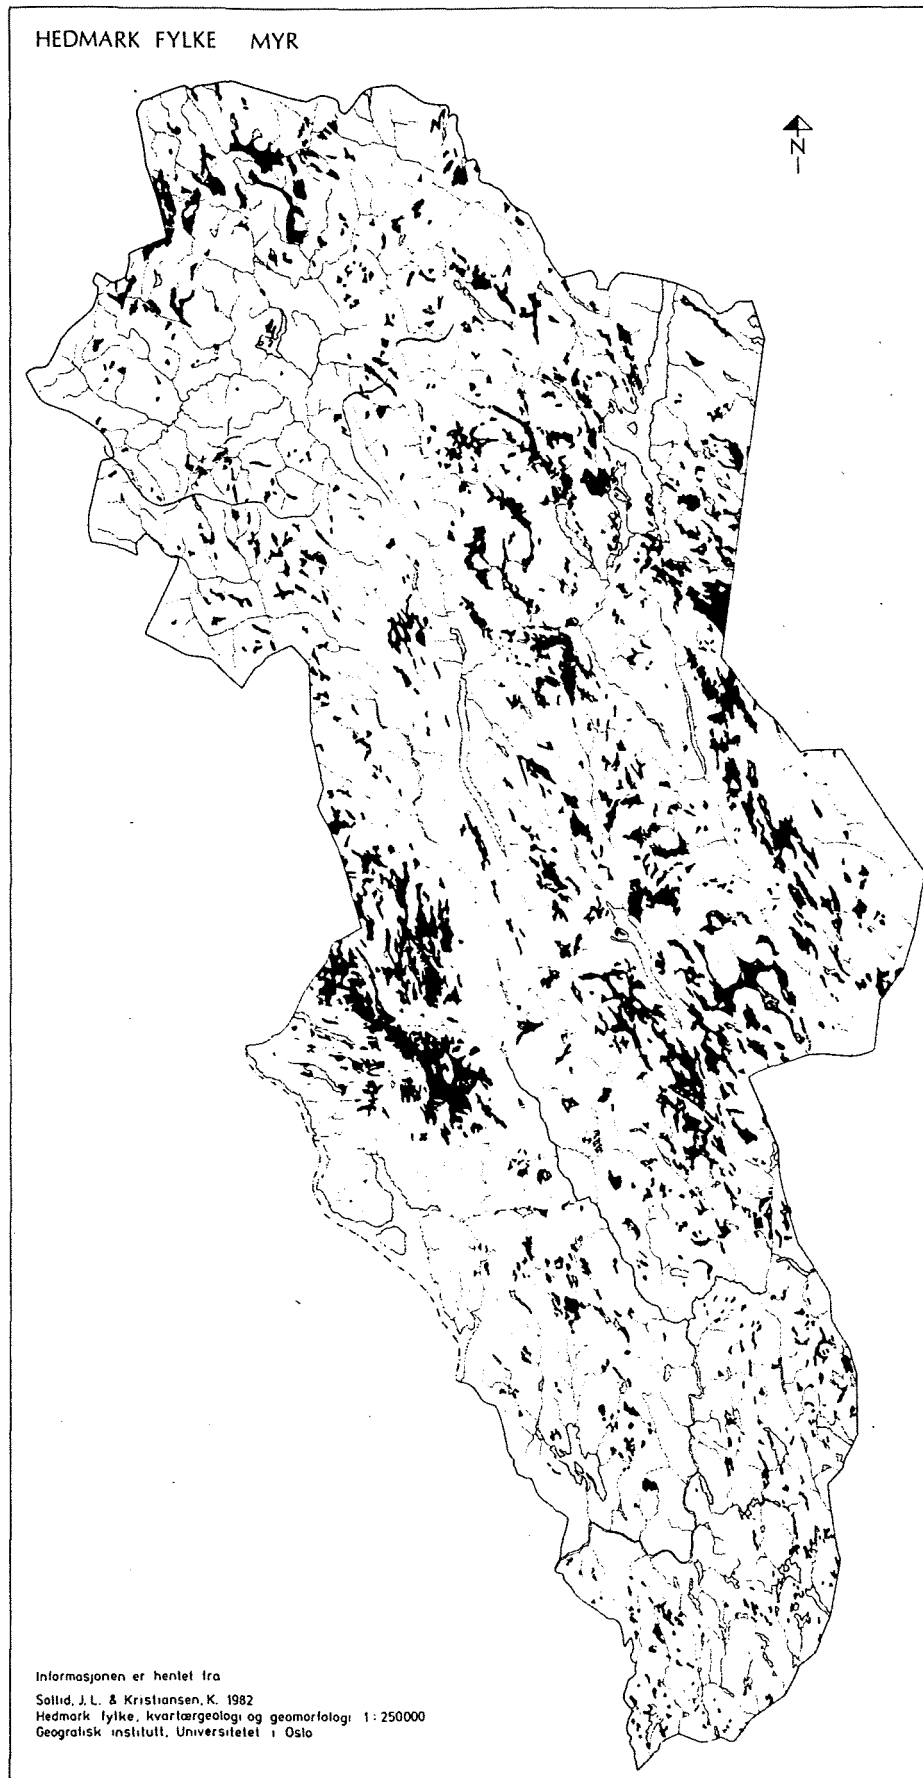 HEDMARK FYLKE MYR
N
Informasjonen er hentet fra
Sollid, J. L. & Kristiansen, K. 1982
Hedmark fylke, kvartærgeologi og geomorfologi 1:250000
Geografisk institutt, Universitetet i Oslo